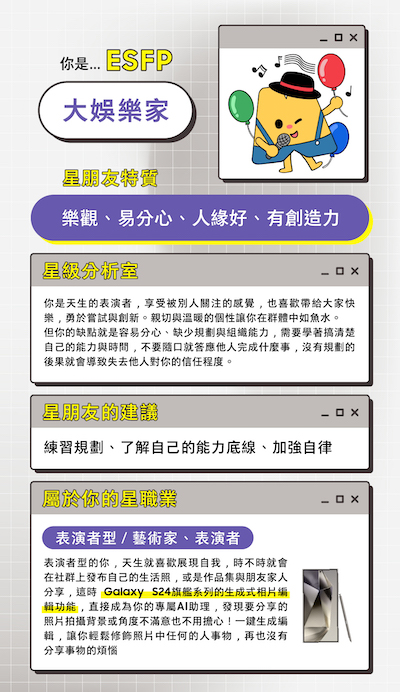 你是... ESFP
大娛樂家
星朋友特質
樂觀、易分心、人緣好、有創造力
星級分析室
你是天生的表演者，享受被別人關注的感覺，也喜歡帶給大家快
樂，勇於嘗試與創新。親切與溫暖的個性讓你在群體中如魚水。
但你的缺點就是容易分心、缺少規劃與組織能力，需要學著搞清楚
自己的能力與時間，不要隨口就答應他人完成什麼事，沒有規劃的
後果就會導致失去他人對你的信任程度。
星朋友的建議
練習規劃、了解自己的能力底線、加強自律
屬於你的星職業
表演者型 / 藝術家、表演者
表演者型的你，天生就喜歡展現自我，時不時就會
在社群上發布自己的生活照，或是作品集與朋友家人
分享，這時 Galaxy S24旗艦系列的生成式相片編
輯功能，直接成為你的專屬AI助理，發現要分享的
照片拍攝背景或角度不滿意也不用擔心！一鍵生成編
輯，讓你輕鬆修飾照片中任何的人事物，再也沒有
分享事物的煩惱